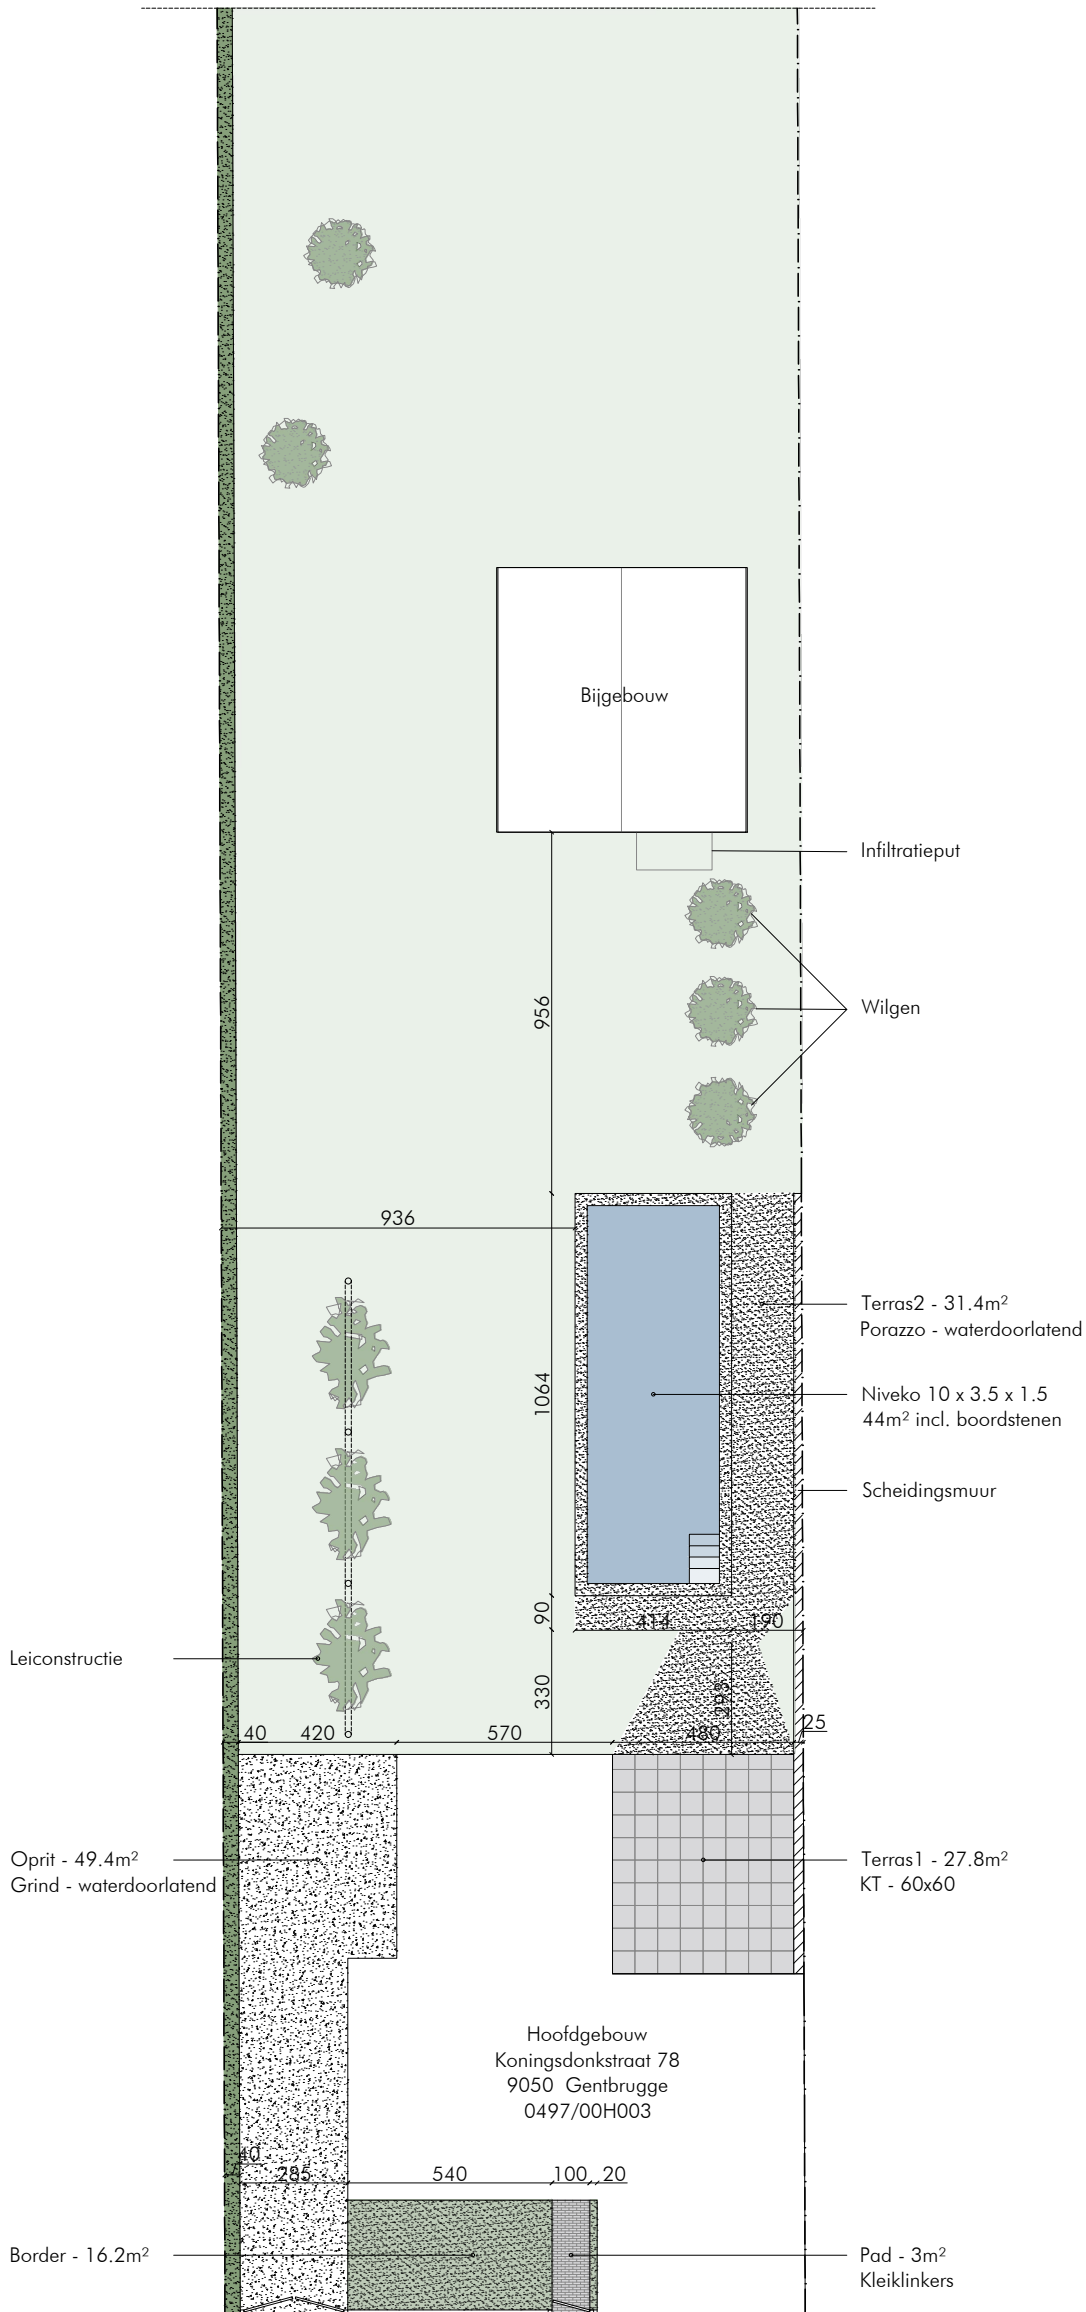 Bijgebouw
Infiltratieput
956
Wilgen
936
Terras2 - 31.4m²
Porazzo - waterdoorlatend
1064
Niveko 10 x 3.5 x 1.5
44m² incl. boordstenen
Scheidingsmuur
90
414
190
Leiconstructie
330
298
40
420
570
480
25
Oprit - 49.4m²
Grind - waterdoorlatend
Terras1 - 27.8m²
KT - 60x60
Hoofdgebouw
Koningsdonkstraat 78
9050 Gentbrugge
0497/00H003
40
285
540
100
20
Border - 16.2m²
Pad - 3m²
Kleiklinkers